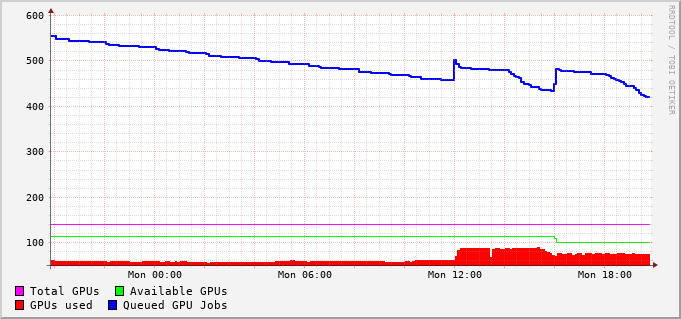 600
500
400
300
200
100
Mon 00:00 Mon 06:00 Mon 12:00 Mon 18:00
Total GPUs Available GPUs
GPUs used Queued GPU Jobs
RRDTOOL / TOBI OETIKER